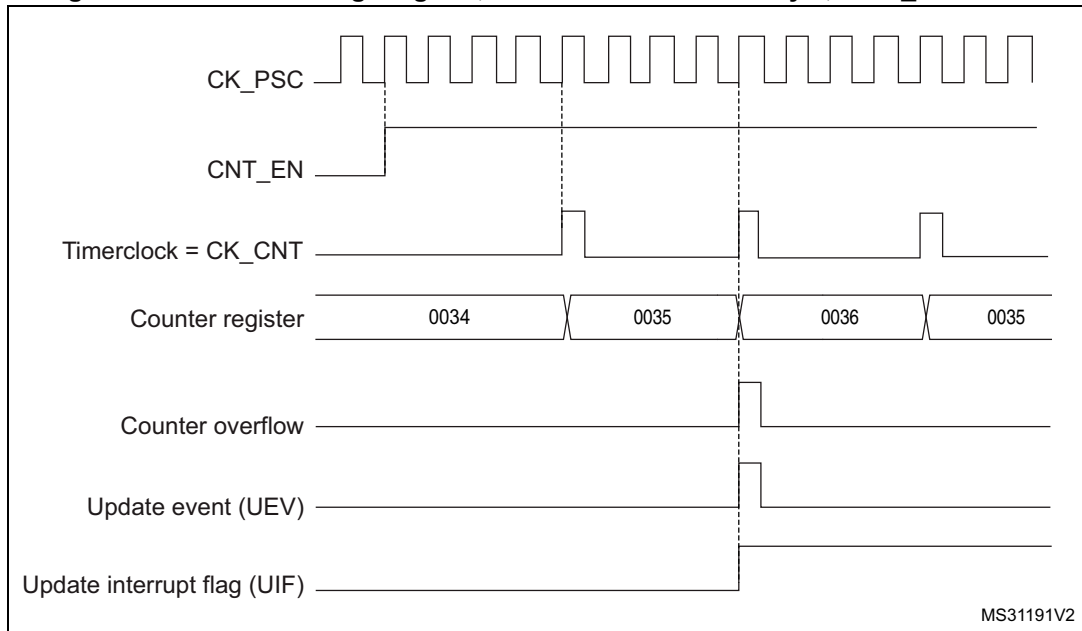 CK_PSC
CNT_EN
Timerclock = CK_CNT
Counter register 0034 0035 0036 0035
Counter overflow
Update event (UEV)
Update interrupt flag (UIF)
MS31191V2